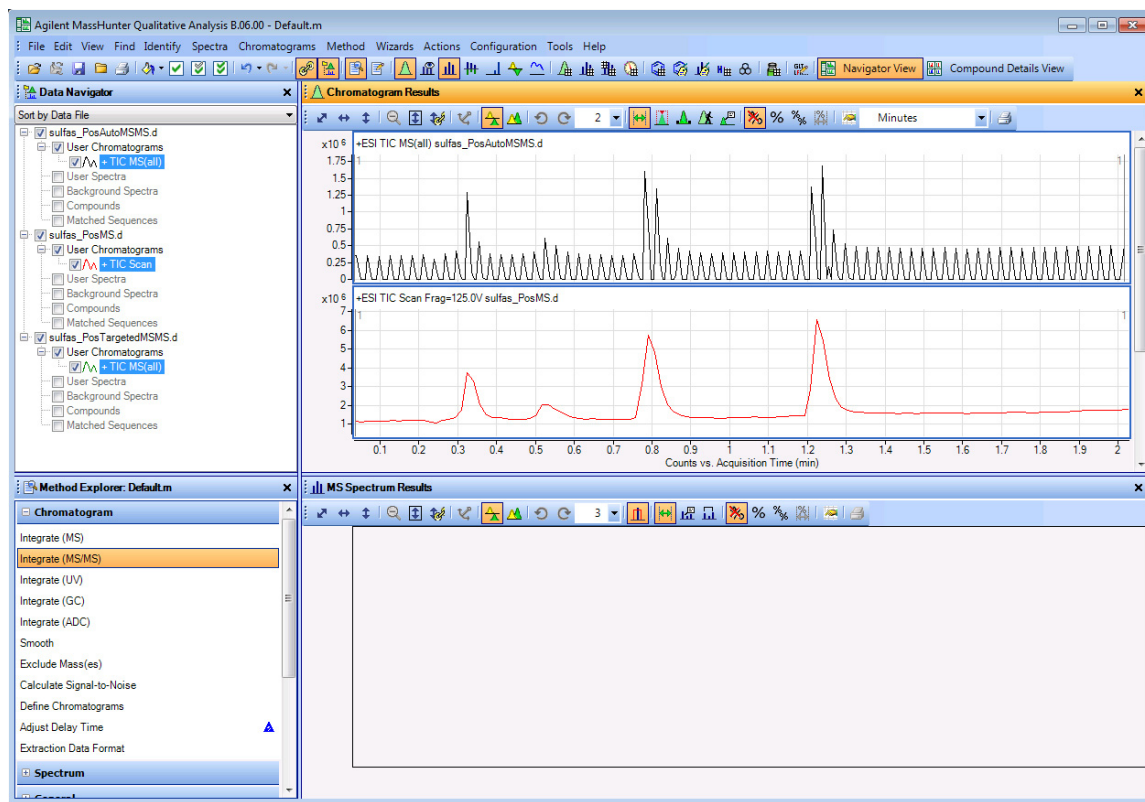 Agilent MassHunter Qualitative Analysis B.06.00 - Default.m
File Edit View Find Identify Spectra Chromatograms Method Wizards Actions Configuration Tools Help
Navigator View Compound Details View
Data Navigator
Sort by Data File
sulfas_PosAutoMSMS.d
User Chromatograms
+ TIC MS(all)
User Spectra
Background Spectra
Compounds
Matched Sequences
sulfas_PosMS.d
User Chromatograms
+ TIC Scan
User Spectra
Background Spectra
Compounds
Matched Sequences
sulfas_PosTargetedMSMS.d
User Chromatograms
+ TIC MS(all)
User Spectra
Background Spectra
Compounds
Matched Sequences
Chromatogram Results
2 % Minutes
x10 6 +ESI TIC MS(all) sulfas_PosAutoMSMS.d
1.75 1 1
1.5
1.25
1
0.75
0.5
0.25
0
x10 6 +ESI TIC Scan Frag=125.0V sulfas_PosMS.d
7 1 1
6
5
4
3
2
1
0.1 0.2 0.3 0.4 0.5 0.6 0.7 0.8 0.9 1 1.1 1.2 1.3 1.4 1.5 1.6 1.7 1.8 1.9 2
Counts vs. Acquisition Time (min)
Method Explorer: Default.m
Chromatogram
Integrate (MS)
Integrate (MS/MS)
Integrate (UV)
Integrate (GC)
Integrate (ADC)
Smooth
Exclude Mass(es)
Calculate Signal-to-Noise
Define Chromatograms
Adjust Delay Time
Extraction Data Format
Spectrum
General
MS Spectrum Results
3 %